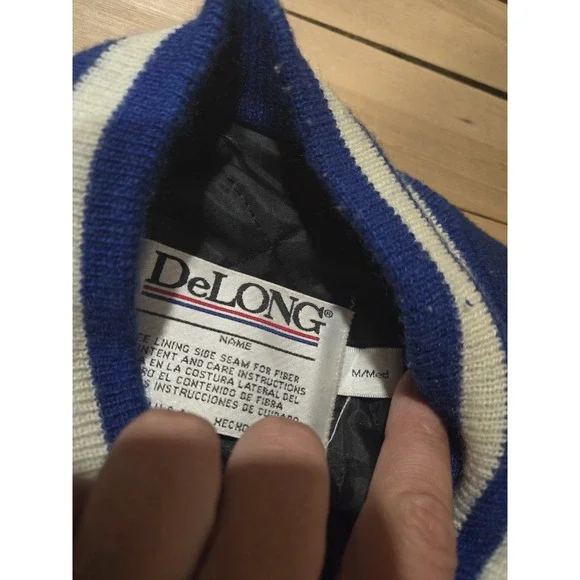 DeLONG®
NAME
LINING SIDE SEAM FOR FIBER
CONTENT AND CARE INSTRUCTIONS
EN LA COSTURA LATERAL DEL
EL CONTENIDO DE FIBRA
INSTRUCCIONES DE CUIDADO
HECHO
M/Med